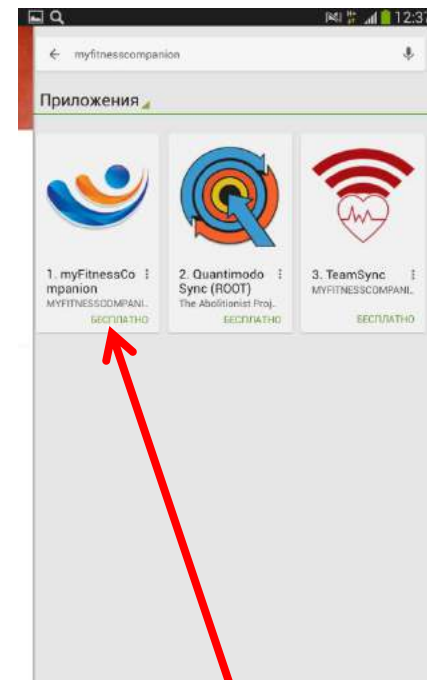 12:37
myfitnesscompanion
Приложения
1. myFitnessCo
mpanion
MYFITNESSCOMPANI..
БЕСПЛАТНО
2. Quantimodo
Sync (ROOT)
The Abolitionist Proj..
БЕСПЛАТНО
3. TeamSync
MYFITNESSCOMPANI..
БЕСПЛАТНО